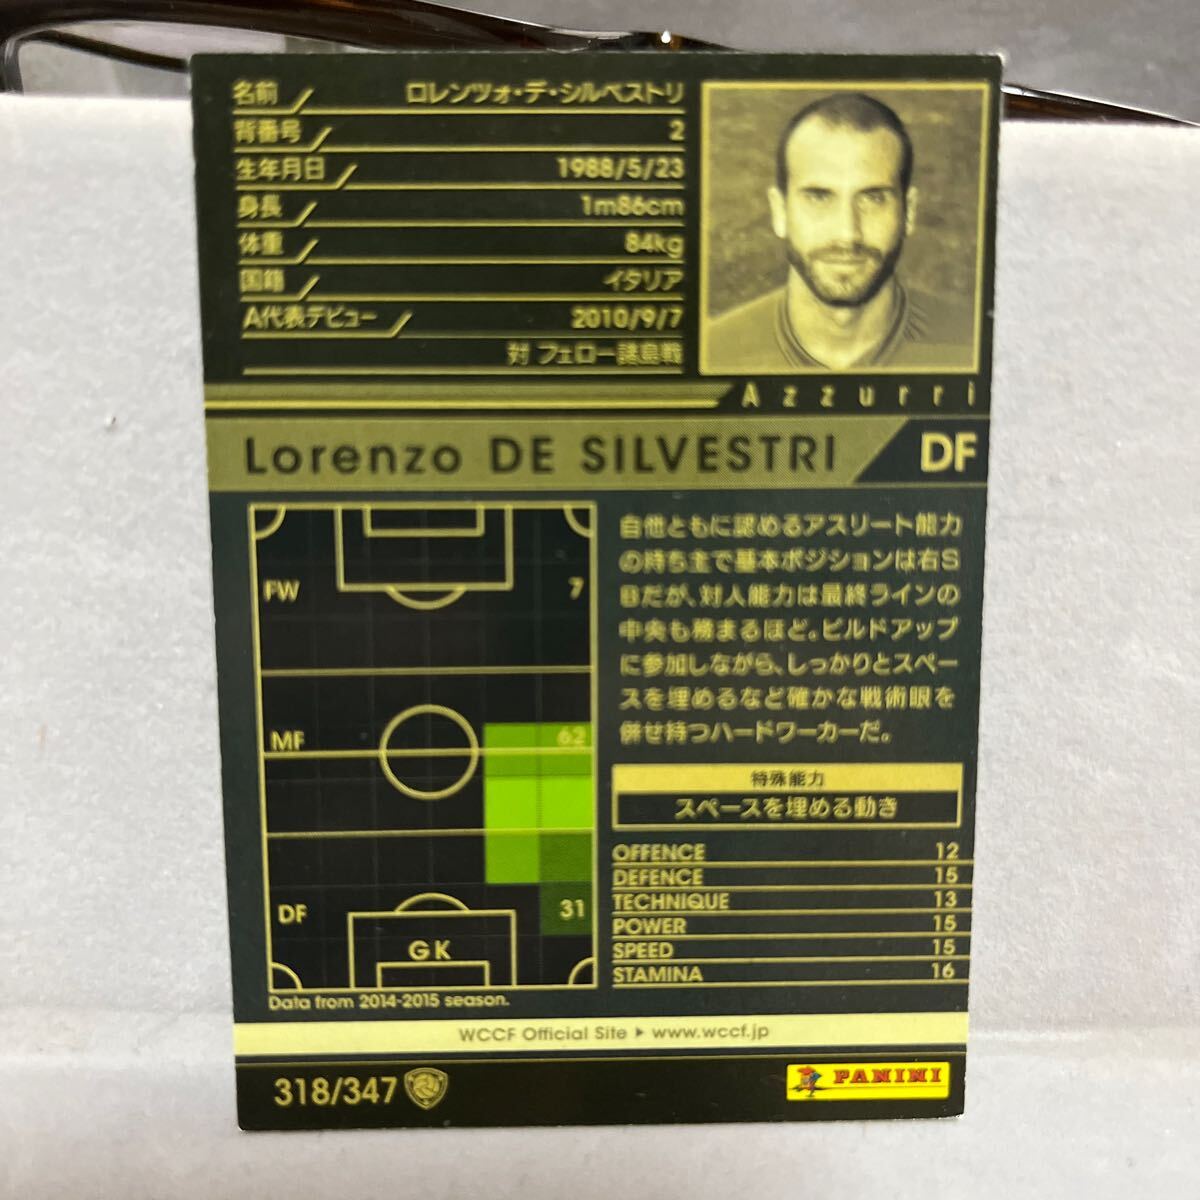 名前 ロレンツォ・デ・シルベストリ
背番号 2
生年月日 1988/5/23
身長 1m86cm
体重 84kg
国籍 イタリア
A代表デビュー 2010/9/7
対 フェロー諸島戦
Azzurri
Lorenzo DE SILVESTRI DF
FW 7
MF 62
DF 31
GK
Data from 2014-2015 season.
自他ともに認めるアスリート能力
の持ち主で基本ポジションは右S
Bだが、対人能力は最終ラインの
中央も務まるほど。ビルドアップ
に参加しながら、しっかりとスペー
スを埋めるなど確かな戦術眼を
併せ持つハードワーカーだ。
特殊能力
スペースを埋める動き
OFFENCE 12
DEFENCE 15
TECHNIQUE 13
POWER 15
SPEED 15
STAMINA 16
WCCF Official Site ▶ www.wccf.jp
318/347
PANINI